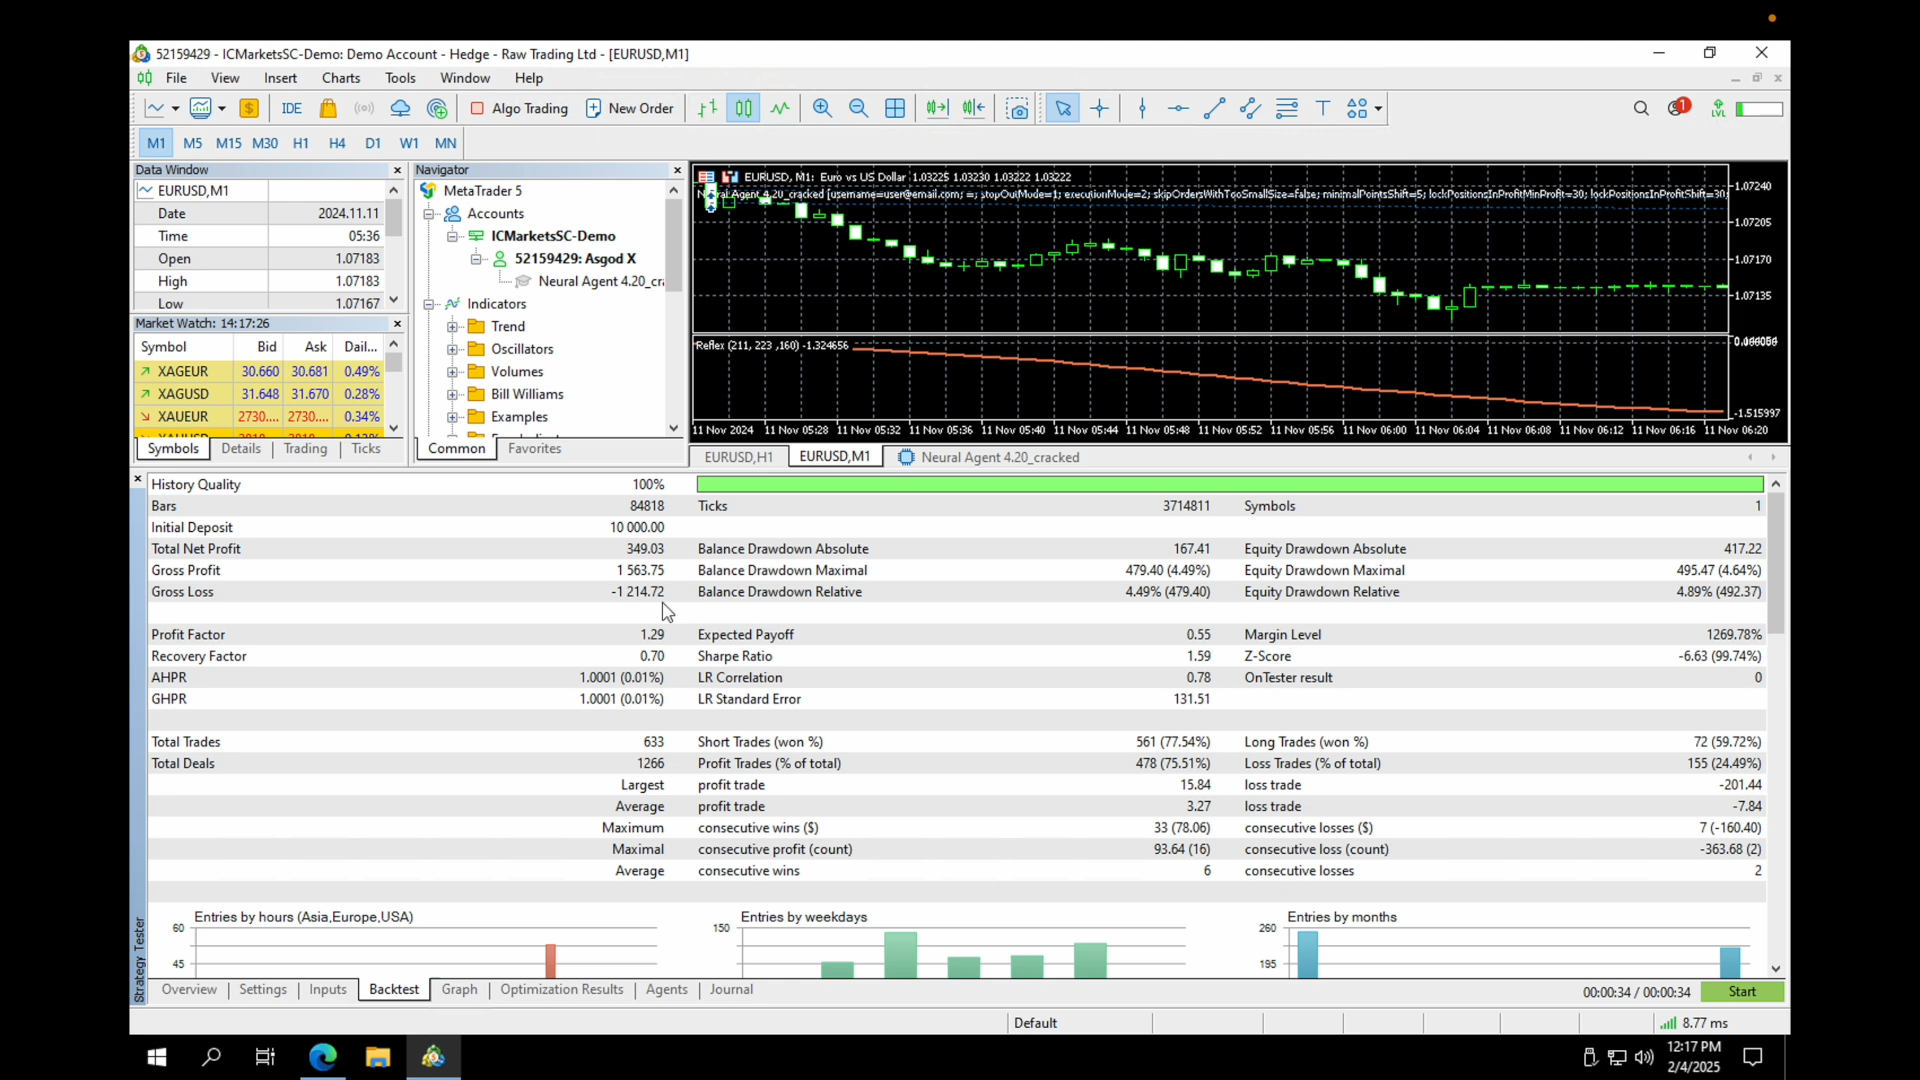 52159429 - ICMarketsSC-Demo: Demo Account - Hedge - Raw Trading Ltd - [EURUSD,M1]
File View Insert Charts Tools Window Help
IDE Algo Trading New Order 1 LVL
M1 M5 M15 M30 H1 H4 D1 W1 MN
Data Window
EURUSD,M1
Date 2024.11.11
Time 05:36
Open 1.07183
High 1.07183
Low 1.07167
Market Watch: 14:17:26
Symbol Bid Ask Dail...
XAGEUR 30.660 30.681 0.49%
XAGUSD 31.648 31.670 0.28%
XAUEUR 2730.... 2730.... 0.34%
Symbols Details Trading Ticks
Navigator
MetaTrader 5
Accounts
ICMarketsSC-Demo
52159429: Asgod X
Neural Agent 4.20_cra
Indicators
Trend
Oscillators
Volumes
Bill Williams
Examples
Common Favorites
EURUSD, M1: Euro vs US Dollar 1.03225 1.03230 1.03222 1.03222
Agent 4.20_cracked [username=user@email.com; =; stopOutMode=1; executionMode=2; skipOrdersWithTooSmallSize=false; minimalPointsShift=5; lockPositionsInProfitMinProfit=30; lockPositionsInProfitShift=30;
1.07240
1.07205
1.07170
1.07135
Reflex (211, 223 ,160) -1.324656
-1.515997
11 Nov 2024 11 Nov 05:28 11 Nov 05:32 11 Nov 05:36 11 Nov 05:40 11 Nov 05:44 11 Nov 05:48 11 Nov 05:52 11 Nov 05:56 11 Nov 06:00 11 Nov 06:04 11 Nov 06:08 11 Nov 06:12 11 Nov 06:16 11 Nov 06:20
EURUSD,H1 EURUSD,M1 Neural Agent 4.20_cracked
History Quality 100%
Bars 84818 Ticks 3714811 Symbols 1
Initial Deposit 10 000.00
Total Net Profit 349.03 Balance Drawdown Absolute 167.41 Equity Drawdown Absolute 417.22
Gross Profit 1 563.75 Balance Drawdown Maximal 479.40 (4.49%) Equity Drawdown Maximal 495.47 (4.64%)
Gross Loss -1 214.72 Balance Drawdown Relative 4.49% (479.40) Equity Drawdown Relative 4.89% (492.37)
Profit Factor 1.29 Expected Payoff 0.55 Margin Level 1269.78%
Recovery Factor 0.70 Sharpe Ratio 1.59 Z-Score -6.63 (99.74%)
AHPR 1.0001 (0.01%) LR Correlation 0.78 OnTester result 0
GHPR 1.0001 (0.01%) LR Standard Error 131.51
Total Trades 633 Short Trades (won %) 561 (77.54%) Long Trades (won %) 72 (59.72%)
Total Deals 1266 Profit Trades (% of total) 478 (75.51%) Loss Trades (% of total) 155 (24.49%)
Largest profit trade 15.84 loss trade -201.44
Average profit trade 3.27 loss trade -7.84
Maximum consecutive wins ($) 33 (78.06) consecutive losses ($) 7 (-160.40)
Maximal consecutive profit (count) 93.64 (16) consecutive loss (count) -363.68 (2)
Average consecutive wins 6 consecutive losses 2
Entries by hours (Asia,Europe,USA) Entries by weekdays Entries by months
60 150 260
45 195
Strategy Tester
Overview Settings Inputs Backtest Graph Optimization Results Agents Journal 00:00:34 / 00:00:34 Start
Default 8.77 ms
12:17 PM
2/4/2025